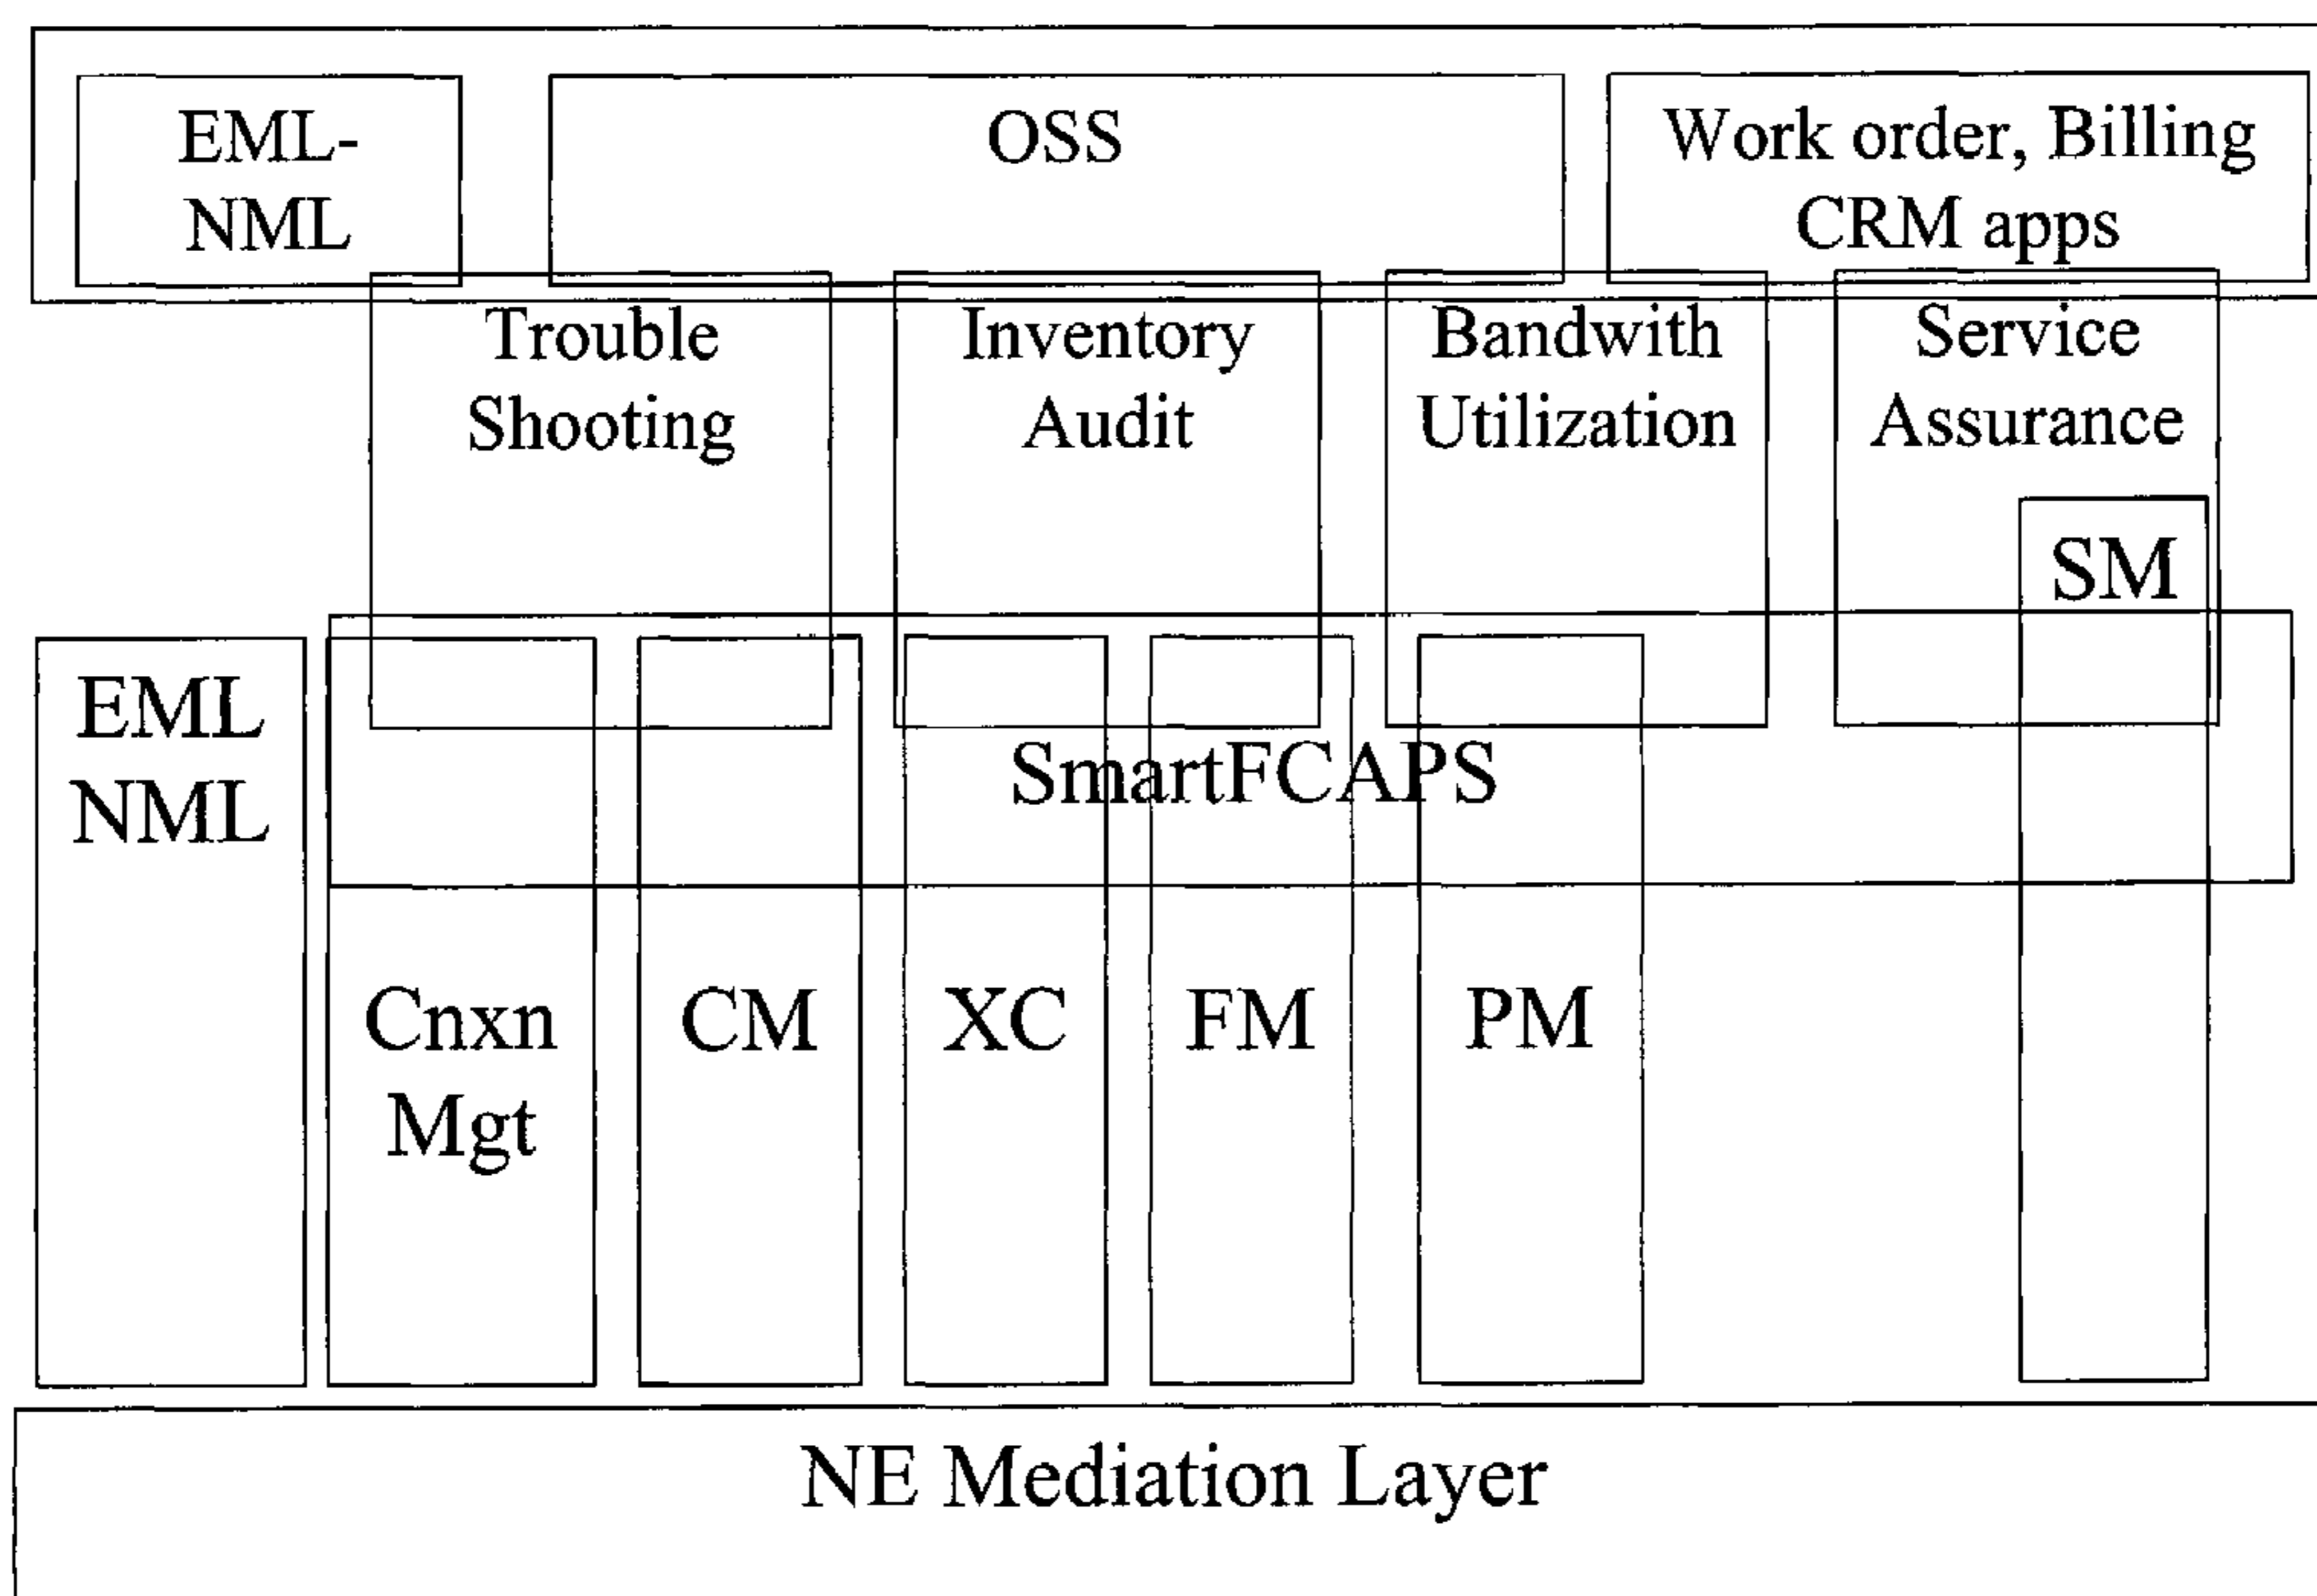 EML-
NML
OSS
Work order, Billing
CRM apps
Trouble
Shooting
Inventory
Audit
Bandwith
Utilization
Service
Assurance
SM
EML
NML
SmartFCAPS
Cnxn
Mgt
CM
XC
FM
PM
NE Mediation Layer